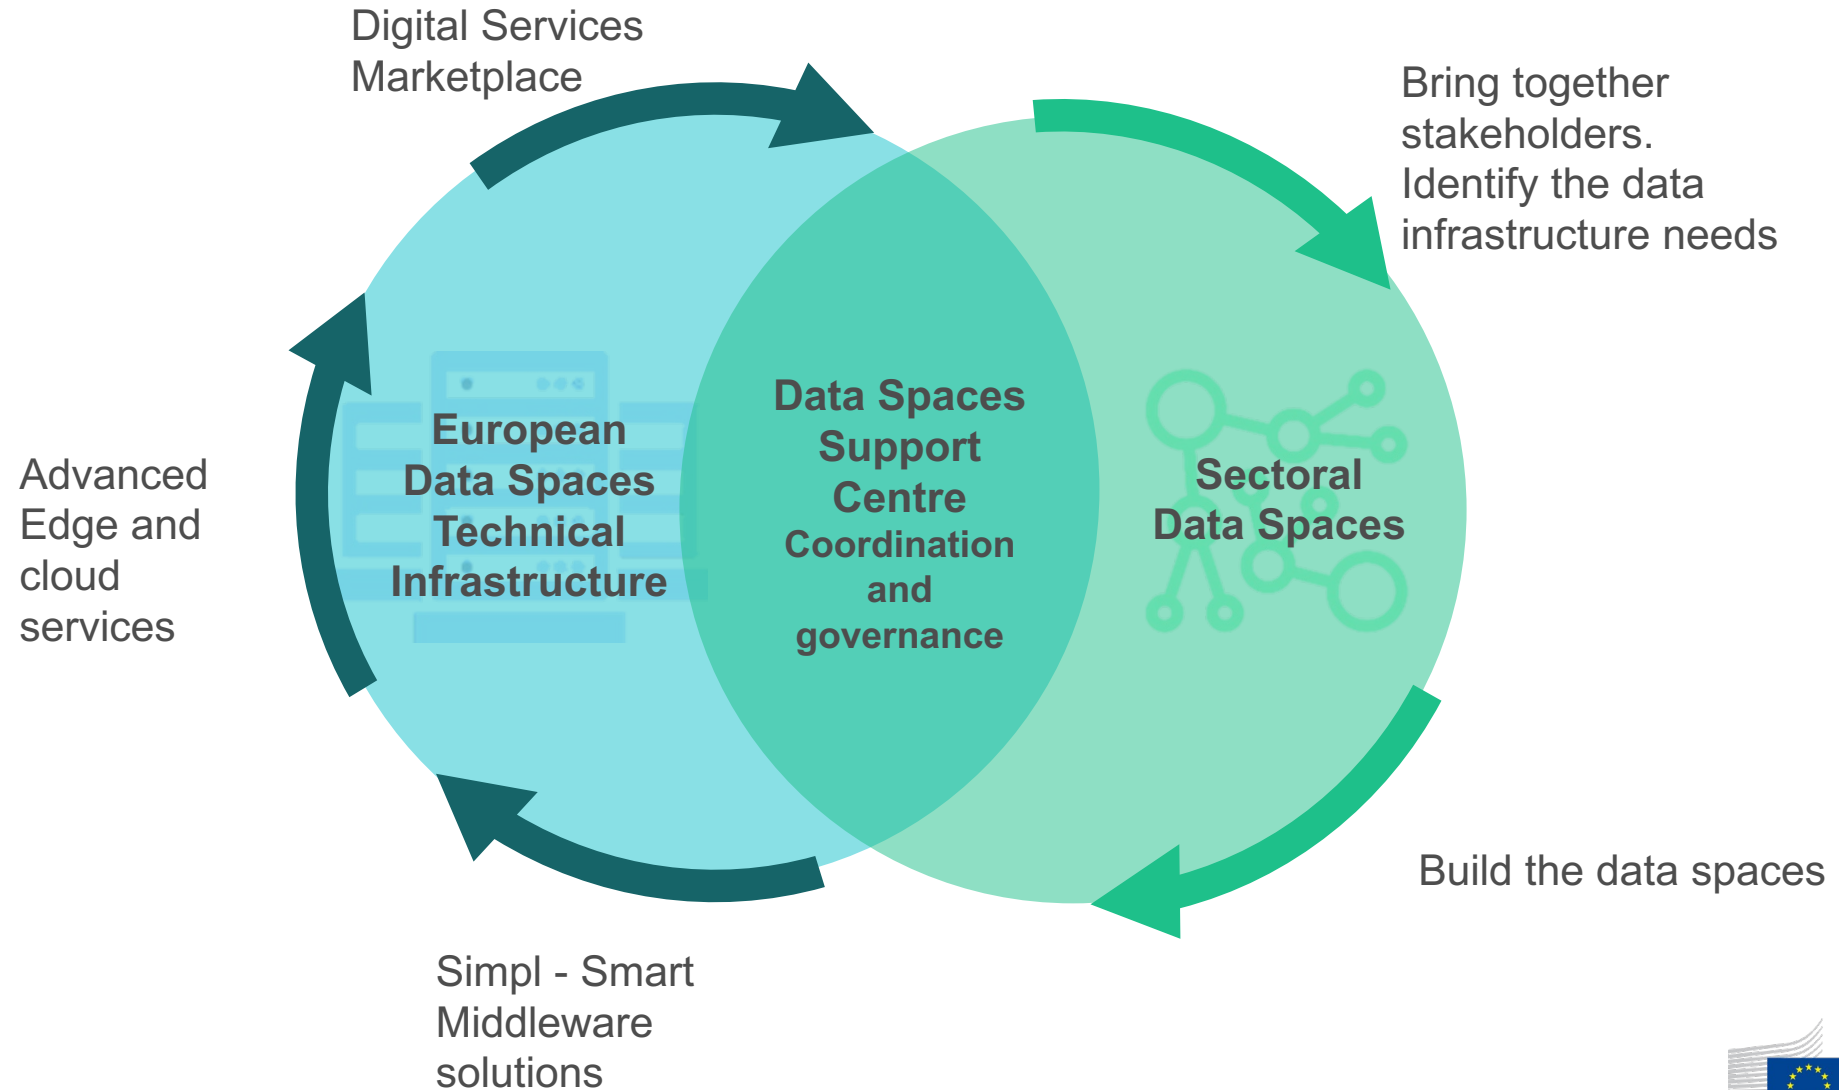 Digital Services
Marketplace
Bring together
stakeholders.
Identify the data
infrastructure needs
Advanced
Edge and
cloud
services
European
Data Spaces
Technical
Infrastructure
Data Spaces
Support
Centre
Coordination
and
governance
Sectoral
Data Spaces
Build the data spaces
Simpl - Smart
Middleware
solutions